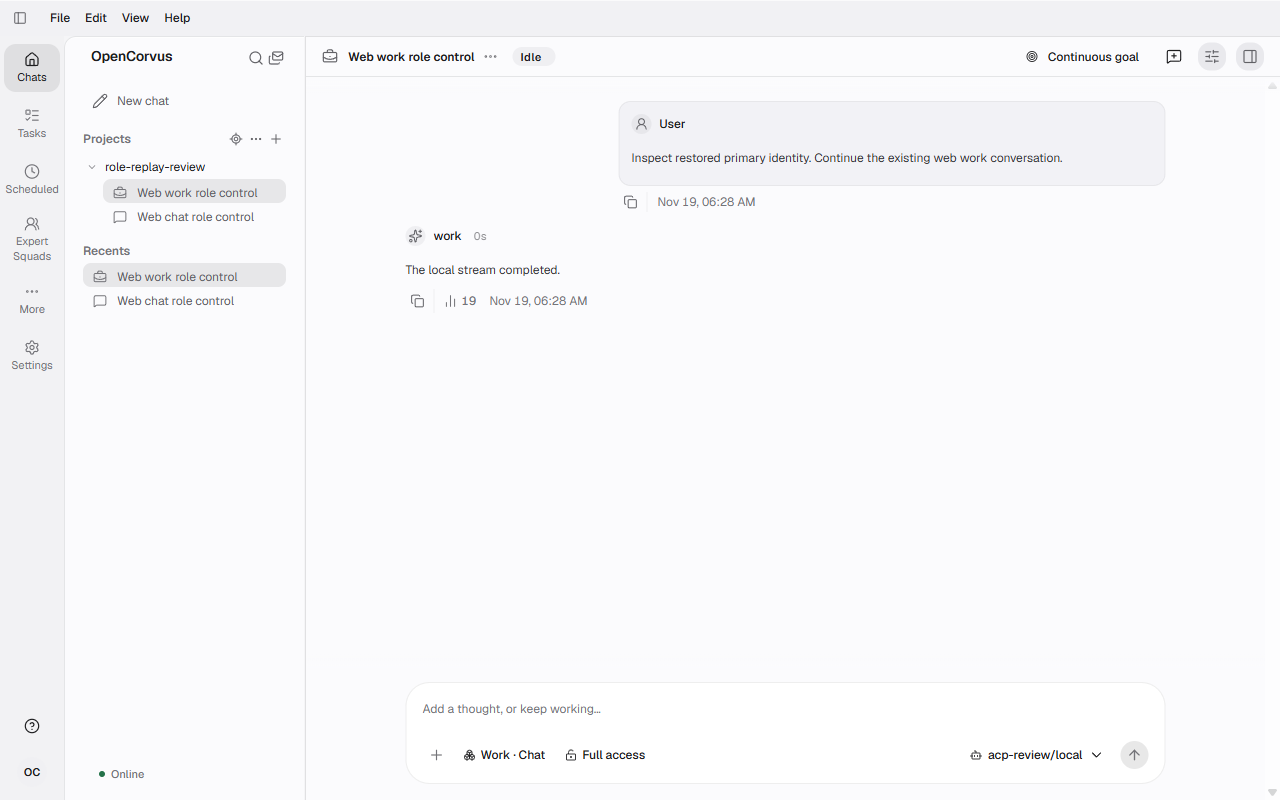 File Edit View Help
OpenCorvus
Web work role control
Idle
Continuous goal
Chats
Tasks
Scheduled
Expert
Squads
More
Settings
OC
New chat
Projects
role-replay-review
Web work role control
Web chat role control
Recents
Web work role control
Web chat role control
Online
User
Inspect restored primary identity. Continue the existing web work conversation.
Nov 19, 06:28 AM
work 0s
The local stream completed.
19 Nov 19, 06:28 AM
Add a thought, or keep working…
Work · Chat
Full access
acp-review/local